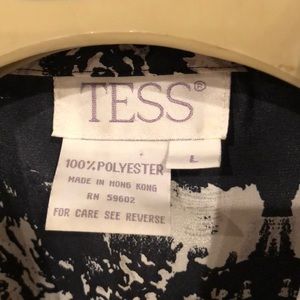 TESS®
L
100% POLYESTER
MADE IN HONG KONG
RN 59602
FOR CARE SEE REVERSE